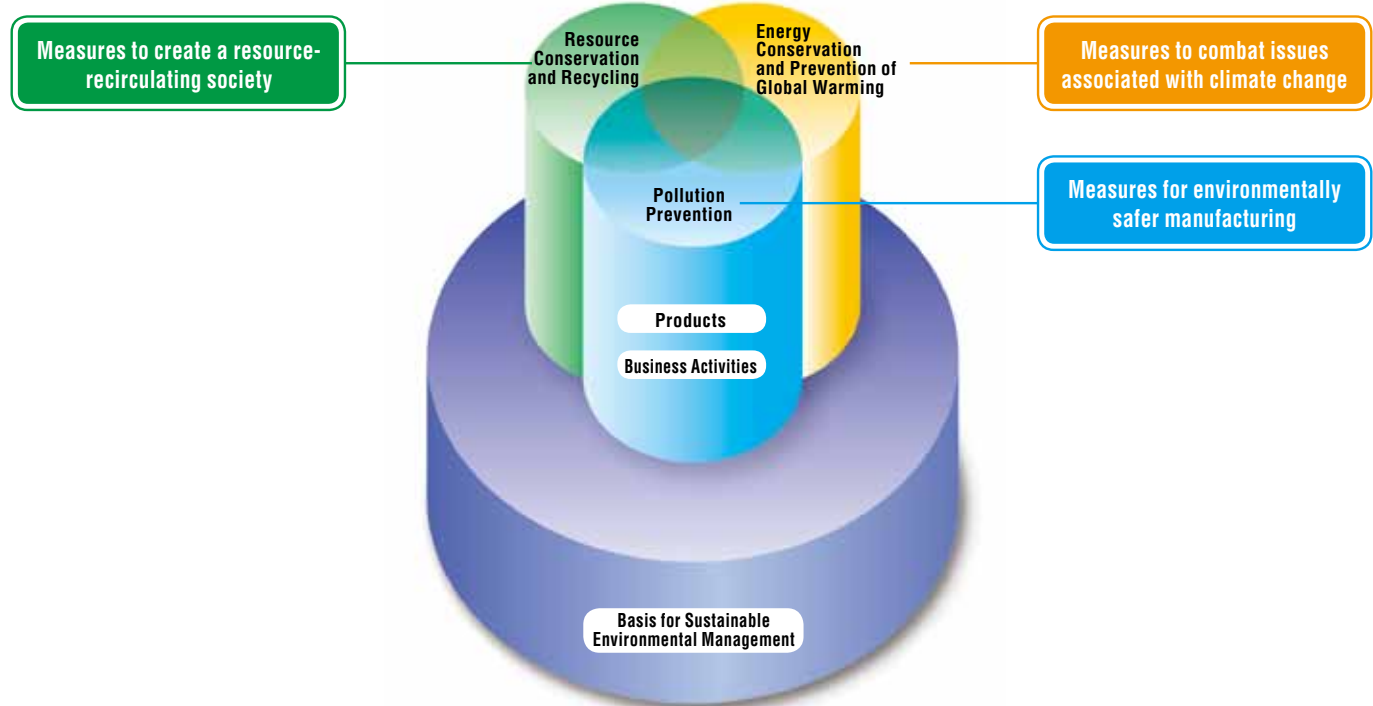 Measures to create a resource-
recirculating society
Resource
Conservation
and Recycling
Energy
Conservation
and Prevention of
Global Warming
Measures to combat issues
associated with climate change
Pollution
Prevention
Measures for environmentally
safer manufacturing
Products
Business Activities
Basis for Sustainable
Environmental Management